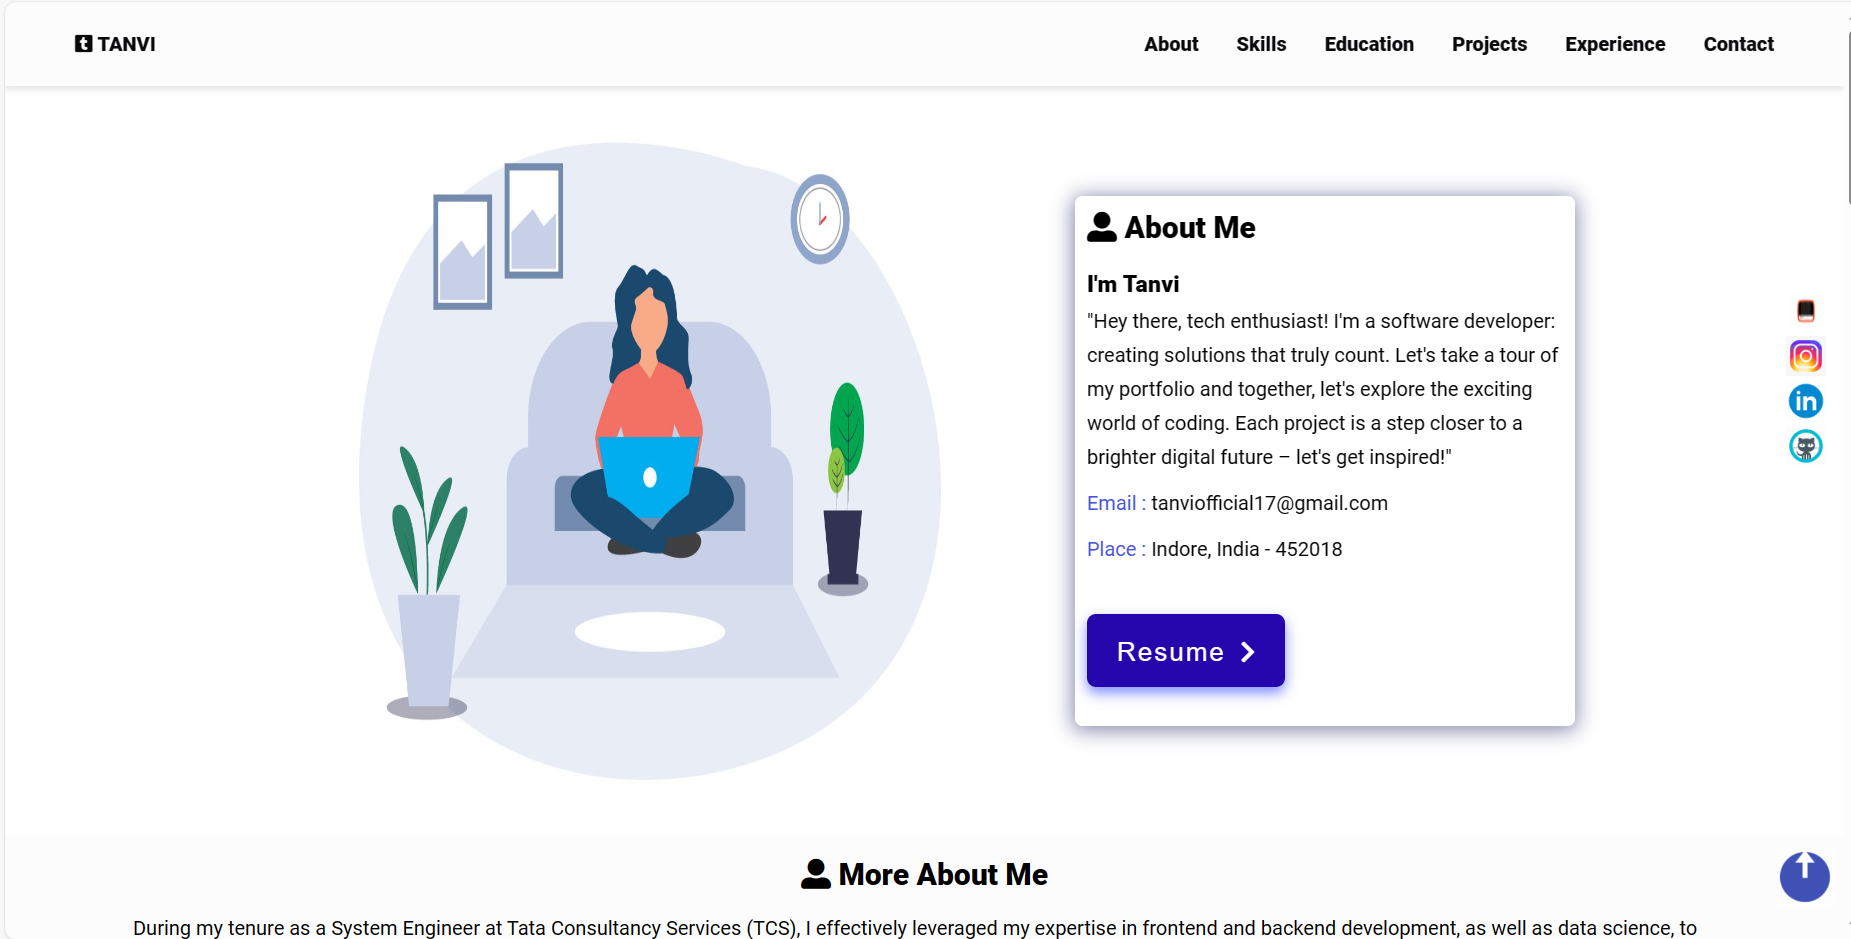 TANVI
About Skills Education Projects Experience Contact
About Me
I'm Tanvi
"Hey there, tech enthusiast! I'm a software developer:
creating solutions that truly count. Let's take a tour of
my portfolio and together, let's explore the exciting
world of coding. Each project is a step closer to a
brighter digital future – let's get inspired!"
Email : tanviofficial17@gmail.com
Place : Indore, India - 452018
Resume
More About Me
During my tenure as a System Engineer at Tata Consultancy Services (TCS), I effectively leveraged my expertise in frontend and backend development, as well as data science, to